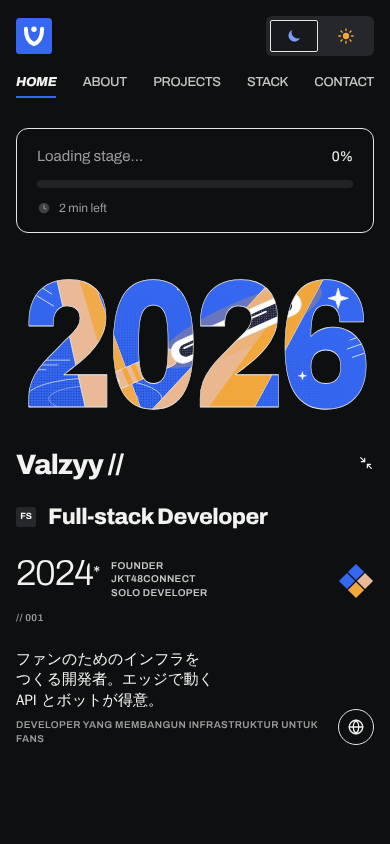 HOME ABOUT PROJECTS STACK CONTACT
Loading stage... 0%
2 min left
2026
Valzyy //
FS Full-stack Developer
2024*
FOUNDER
JKT48CONNECT
SOLO DEVELOPER
// 001
ファンのためのインフラを
つくる開発者。エッジで動く
API とボットが得意。
DEVELOPER YANG MEMBANGUN INFRASTRUKTUR UNTUK
FANS